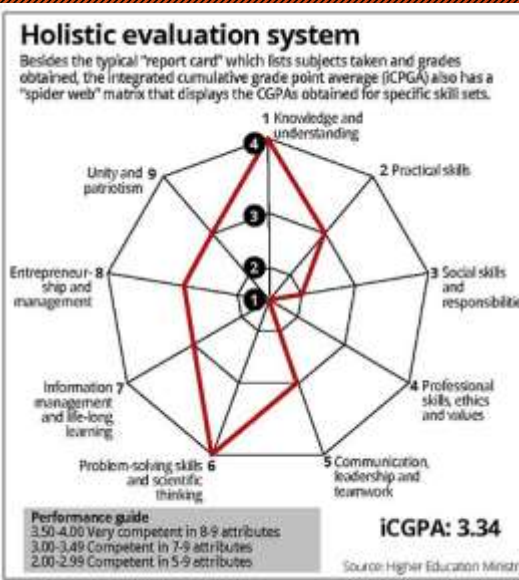 Holistic evaluation system
Besides the typical "report card" which lists subjects taken and grades
obtained, the integrated cumulative grade point average (iCPGA) also has a
"spider web" matrix that displays the CGPAs obtained for specific skill sets.
1 Knowledge and
understanding
2 Practical skills
3 Social skills
and
responsibilitie
4 Professional
skills, ethics
and values
5 Communication,
leadership and
teamwork
Problem-solving skills 6
and scientific
thinking
Information 7
management
and life-long
learning
Entrepreneur- 8
ship and
management
Unity and 9
patriotism
4
3
2
1
Performance guide
3.50-4.00 Very competent in 8-9 attributes
3.00-3.49 Competent in 7-9 attributes
2.00-2.99 Competent in 5-9 attributes
iCGPA: 3.34
Source: Higher Education Ministr